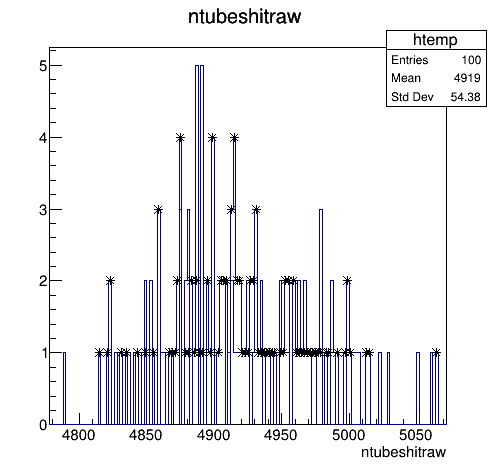 ntubeshitraw
htemp
Entries 100
Mean 4919
Std Dev 54.38
5
4
3
2
1
0
4800 4850 4900 4950 5000 5050
ntubeshitraw